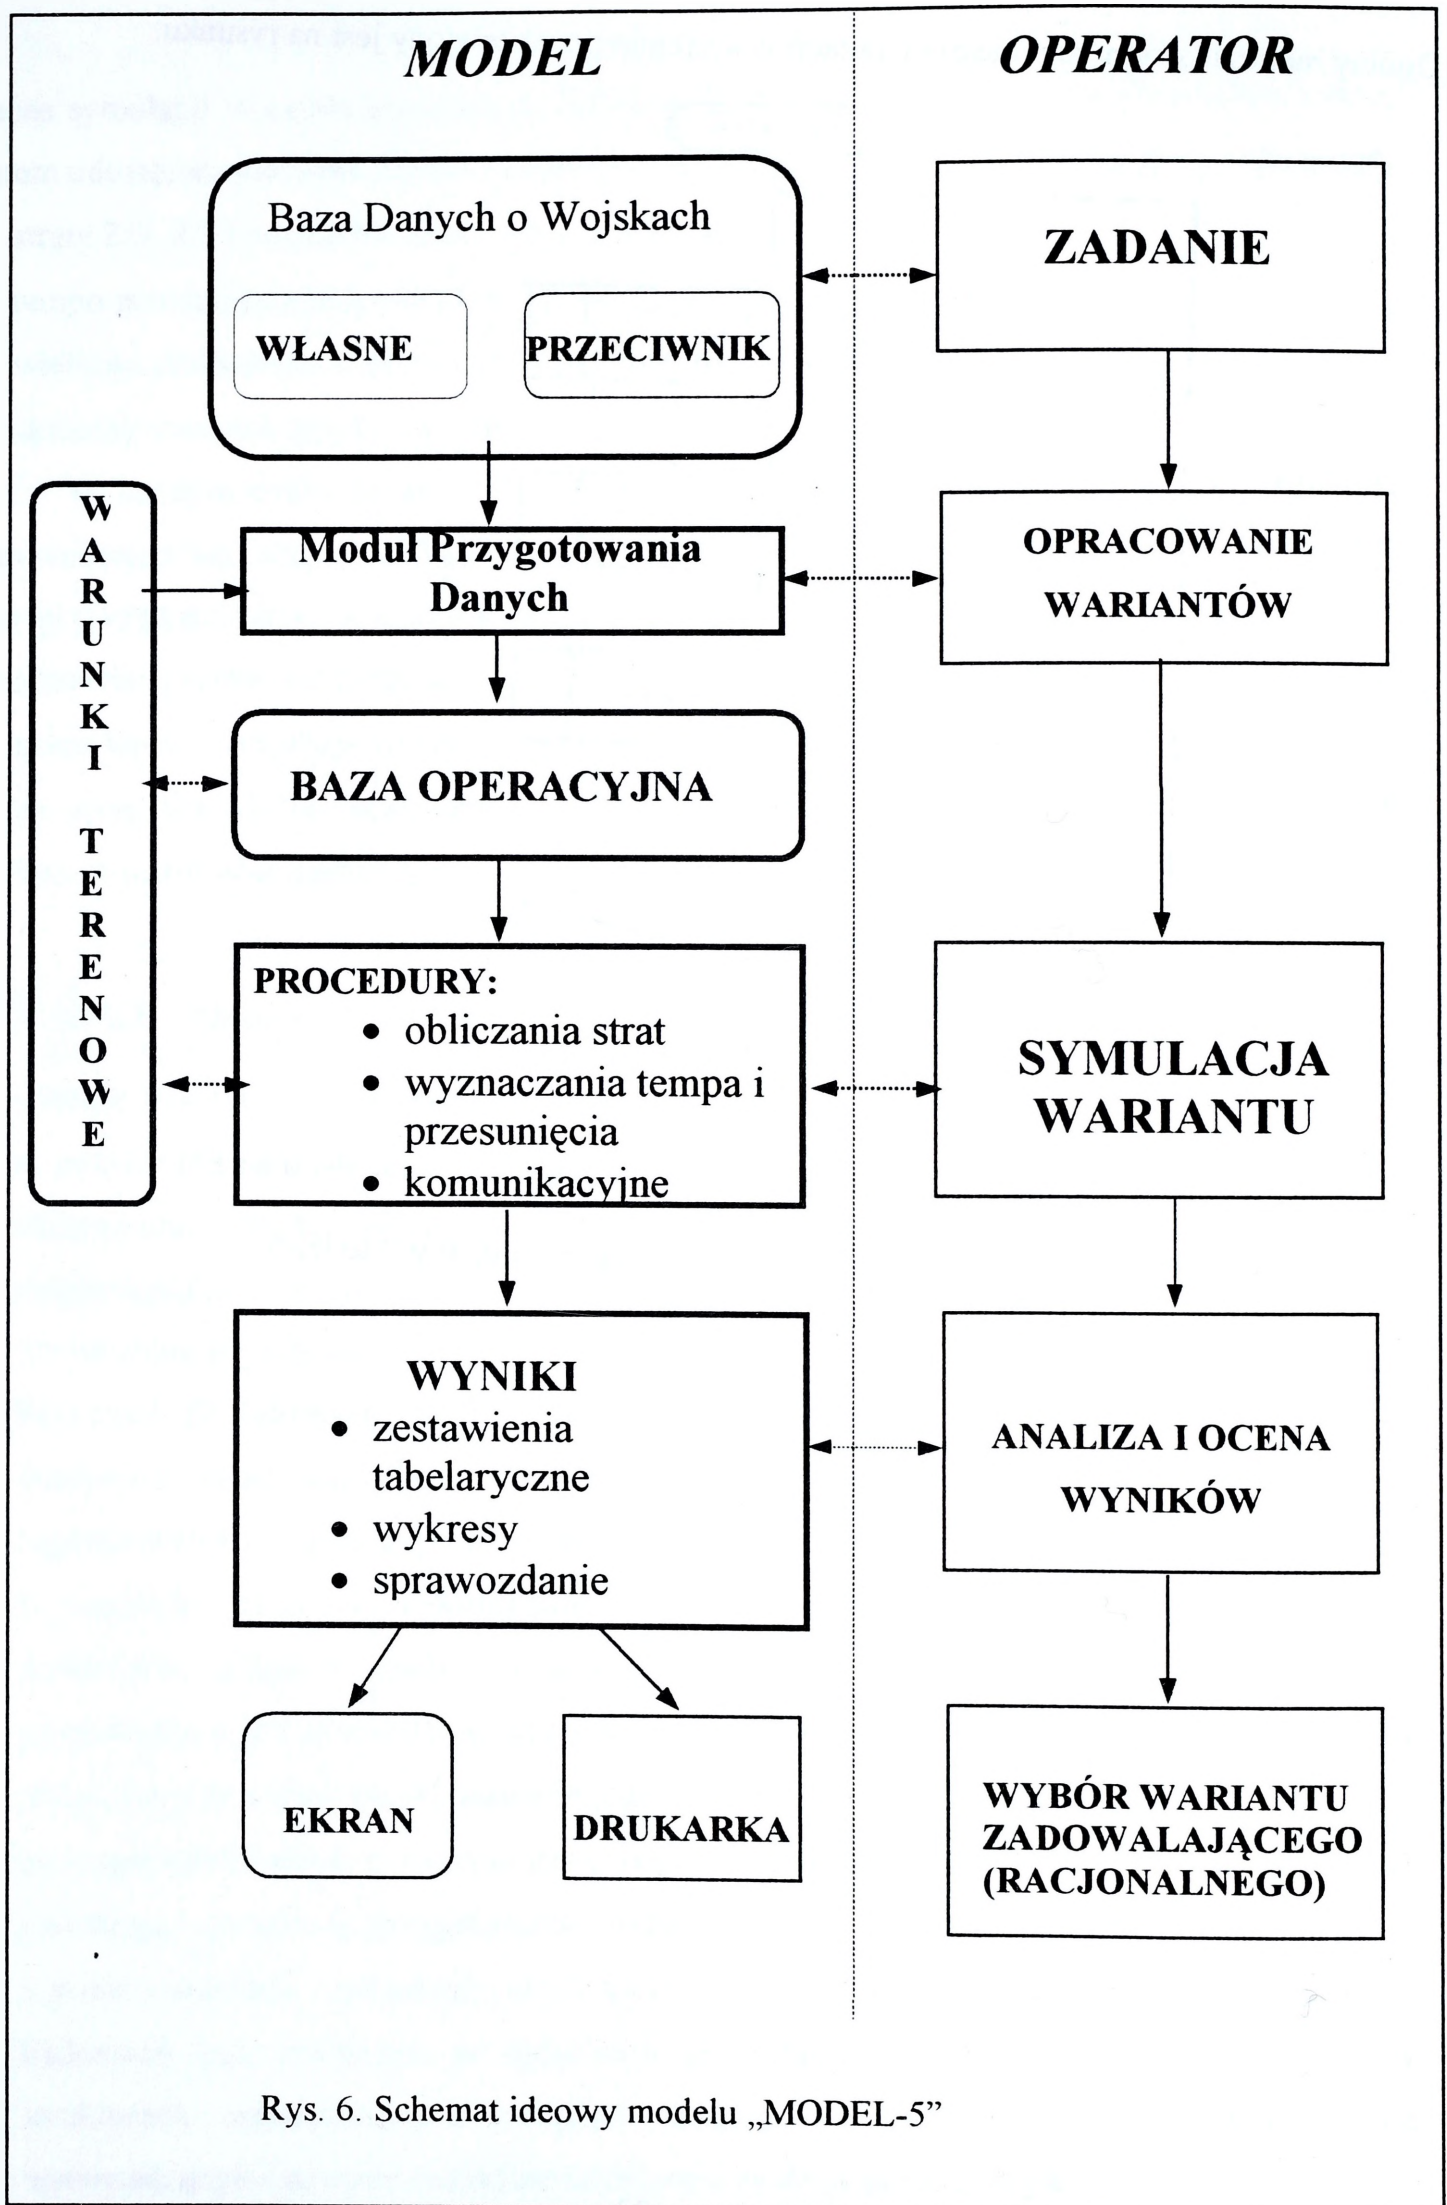 MODEL
OPERATOR
Baza Danych o Wojskach
WŁASNE
PRZECIWNIK
ZADANIE
WARUNKI TERENOWE
Moduł Przygotowania
Danych
OPRACOWANIE
WARIANTÓW
BAZA OPERACYJNA
PROCEDURY:
• obliczania strat
• wyznaczania tempa i
przesunięcia
• komunikacyjne
SYMULACJA
WARIANTU
WYNIKI
• zestawienia
tabelaryczne
• wykresy
• sprawozdanie
ANALIZA I OCENA
WYNIKÓW
EKRAN
DRUKARKA
WYBÓR WARIANTU
ZADOWALAJĄCEGO
(RACJONALNEGO)
Rys. 6. Schemat ideowy modelu „MODEL-5”